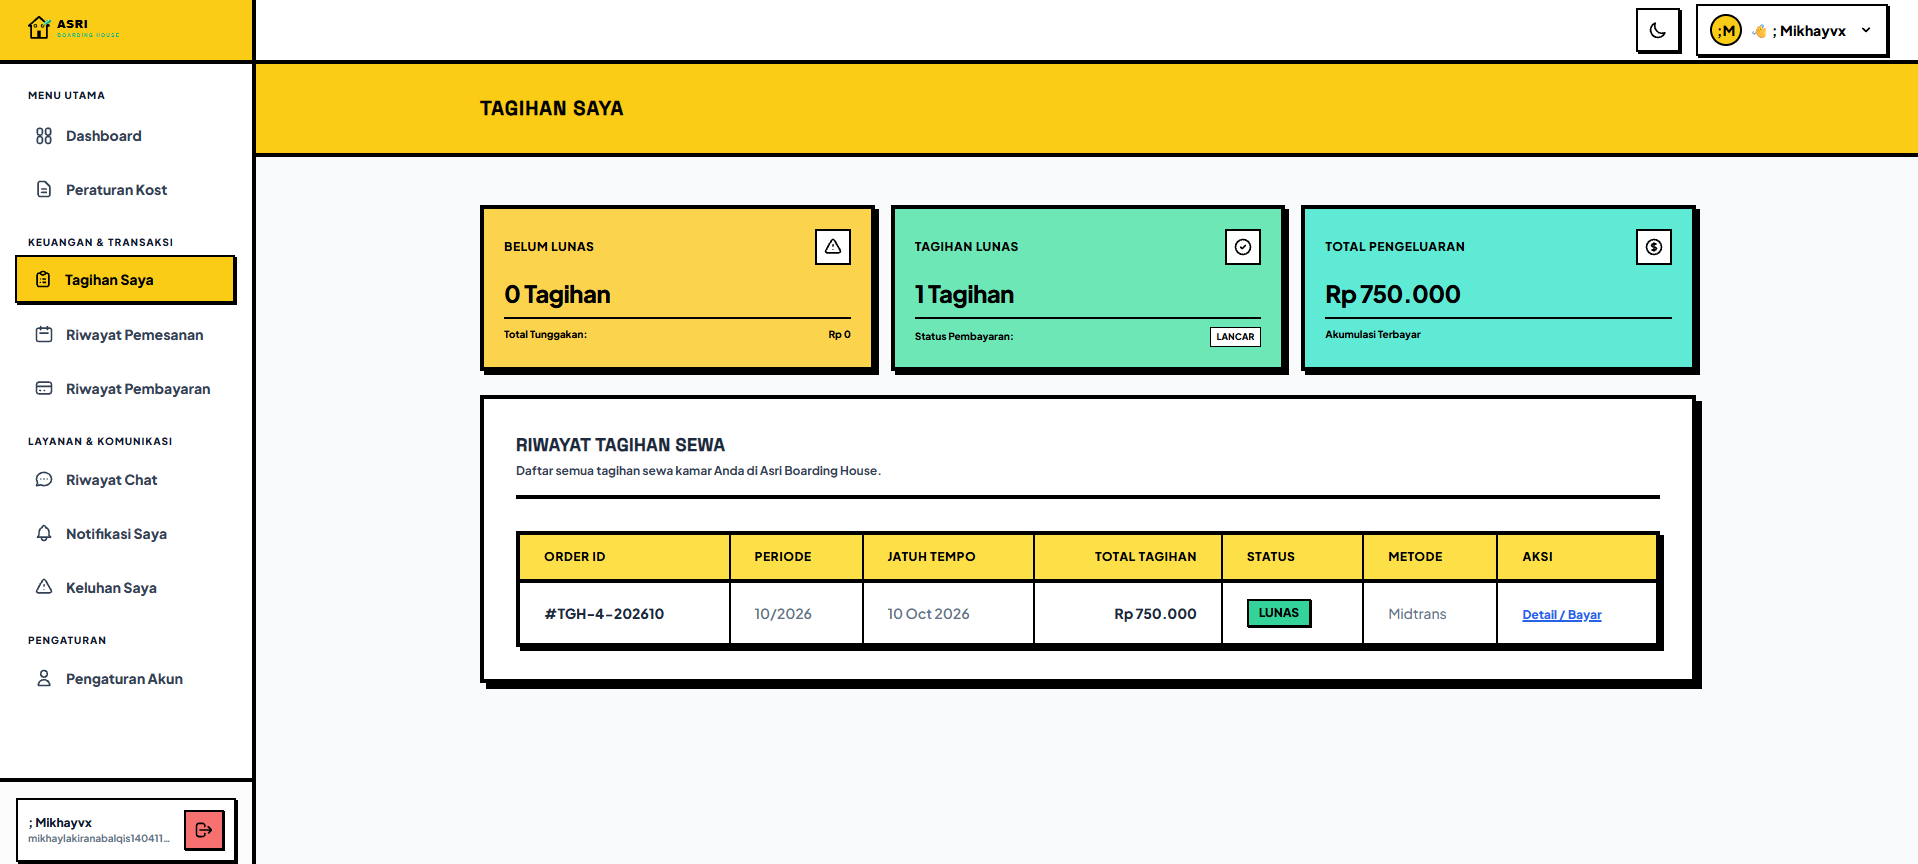 ASRI
BOARDING HOUSE
;M
👋 ; Mikhayvx
MENU UTAMA
Dashboard
Peraturan Kost
KEUANGAN & TRANSAKSI
Tagihan Saya
Riwayat Pemesanan
Riwayat Pembayaran
LAYANAN & KOMUNIKASI
Riwayat Chat
Notifikasi Saya
Keluhan Saya
PENGATURAN
Pengaturan Akun
; Mikhayvx
mikhaylakiranabalqis140411...
TAGIHAN SAYA
BELUM LUNAS
0 Tagihan
Total Tunggakan: Rp 0
TAGIHAN LUNAS
1 Tagihan
Status Pembayaran: LANCAR
TOTAL PENGELUARAN
Rp 750.000
Akumulasi Terbayar
RIWAYAT TAGIHAN SEWA
Daftar semua tagihan sewa kamar Anda di Asri Boarding House.
ORDER ID PERIODE JATUH TEMPO TOTAL TAGIHAN STATUS METODE AKSI
#TGH-4-202610 10/2026 10 Oct 2026 Rp 750.000 LUNAS Midtrans Detail / Bayar